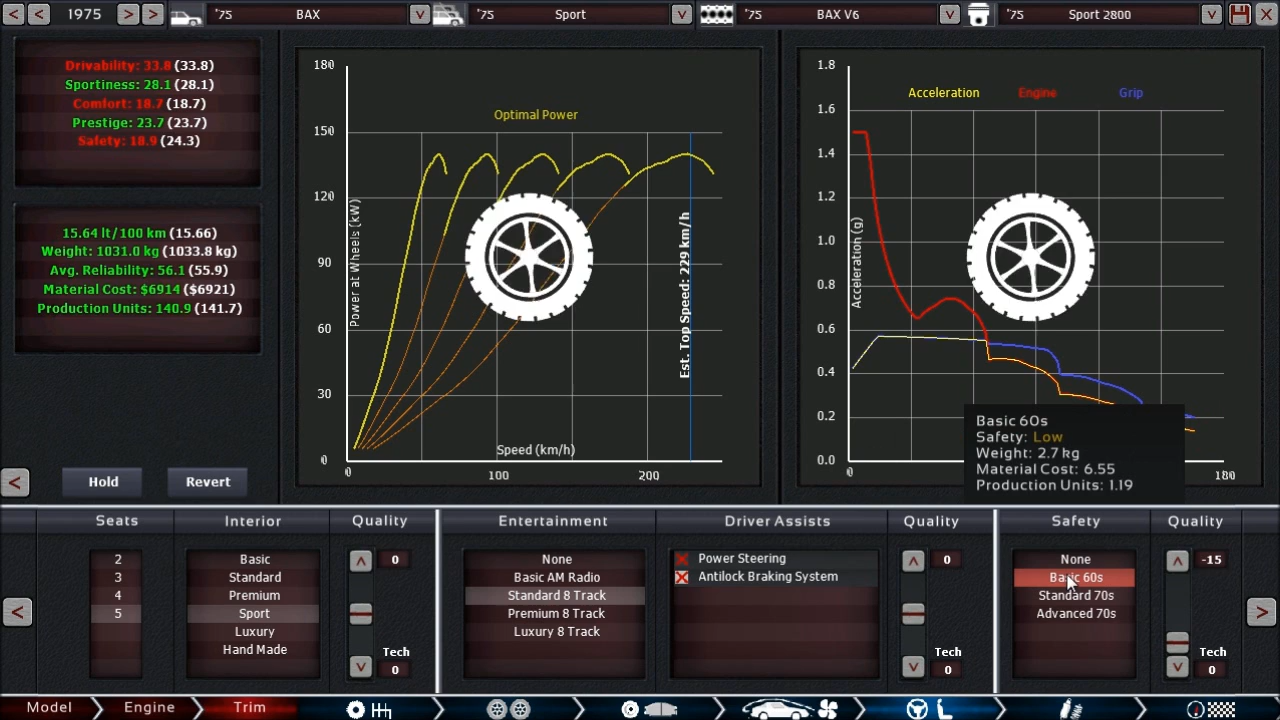 1975
'75 BAX
'75 Sport
'75 BAX V6
'75 Sport 2800
Drivability: 33.8 (33.8)
Sportiness: 28.1 (28.1)
Comfort: 18.7 (18.7)
Prestige: 23.7 (23.7)
Safety: 18.9 (24.3)
15.64 lt/100 km (15.66)
Weight: 1031.0 kg (1033.8 kg)
Avg. Reliability: 56.1 (55.9)
Material Cost: $6914 ($6921)
Production Units: 140.9 (141.7)
Hold
Revert
180
150
120
90
60
30
0
Power at Wheels (kW)
Optimal Power
Est. Top Speed: 229 km/h
Speed (km/h)
0
100
200
1.8
1.6
1.4
1.2
1.0
0.8
0.6
0.4
0.2
0.0
Acceleration (g)
Acceleration
Engine
Grip
0
180
Basic 60s
Safety: Low
Weight: 2.7 kg
Material Cost: 6.55
Production Units: 1.19
Seats
2
3
4
5
Interior
Basic
Standard
Premium
Sport
Luxury
Hand Made
Quality
0
Tech
0
Entertainment
None
Basic AM Radio
Standard 8 Track
Premium 8 Track
Luxury 8 Track
Driver Assists
Power Steering
Antilock Braking System
Quality
0
Tech
0
Safety
None
Basic 60s
Standard 70s
Advanced 70s
Quality
-15
Tech
0
Model
Engine
Trim